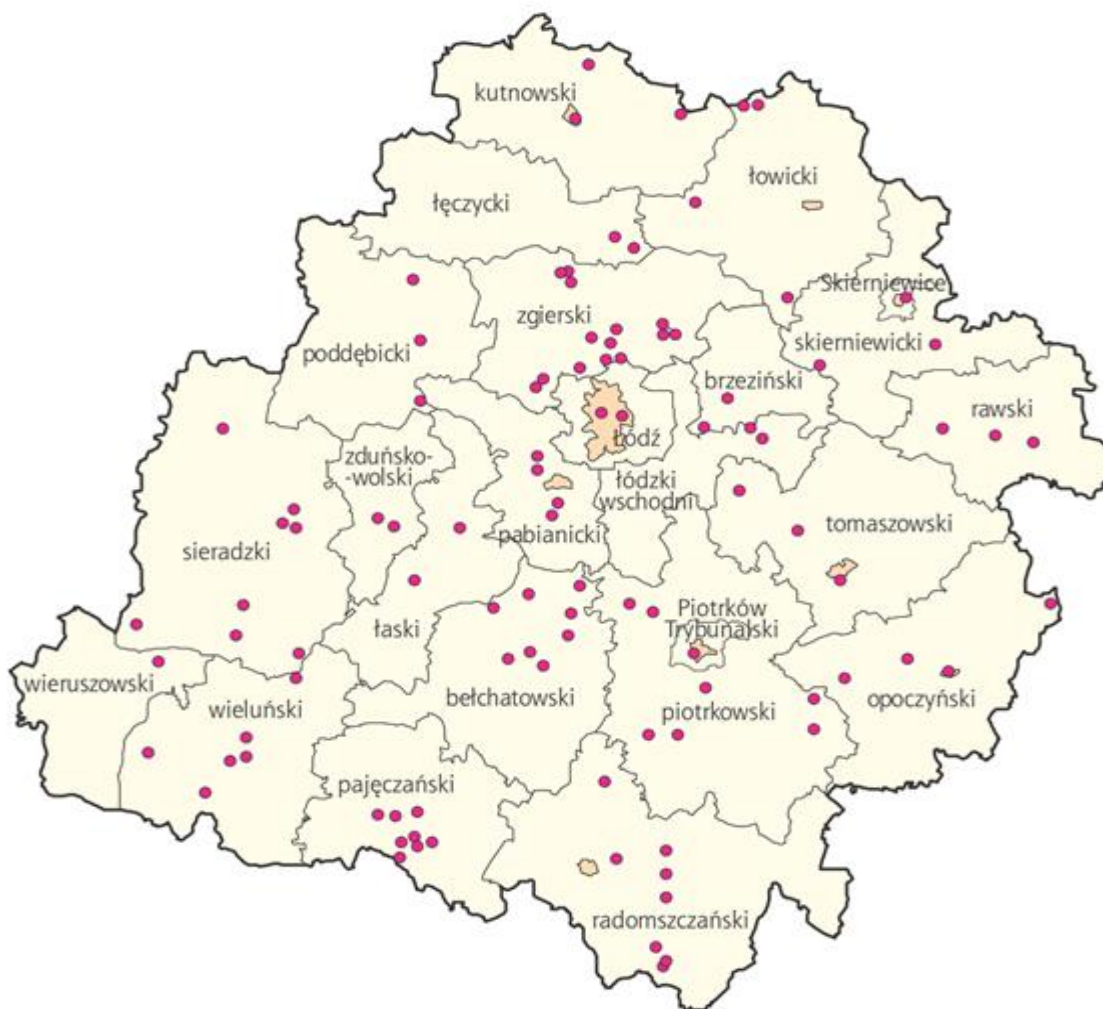 kutnowski
łowicki
łęczycki
Skierniewice
zgierski
skierniewicki
poddębicki
brzeziński
rawski
Łódź
zduńsko-
-wolski
łódzki
wschodni
tomaszowski
pabianicki
sieradzki
Piotrków
Trybunalski
łaski
wieruszowski
opoczyński
bełchatowski
piotrkowski
wieluński
pajęczański
radomszczański